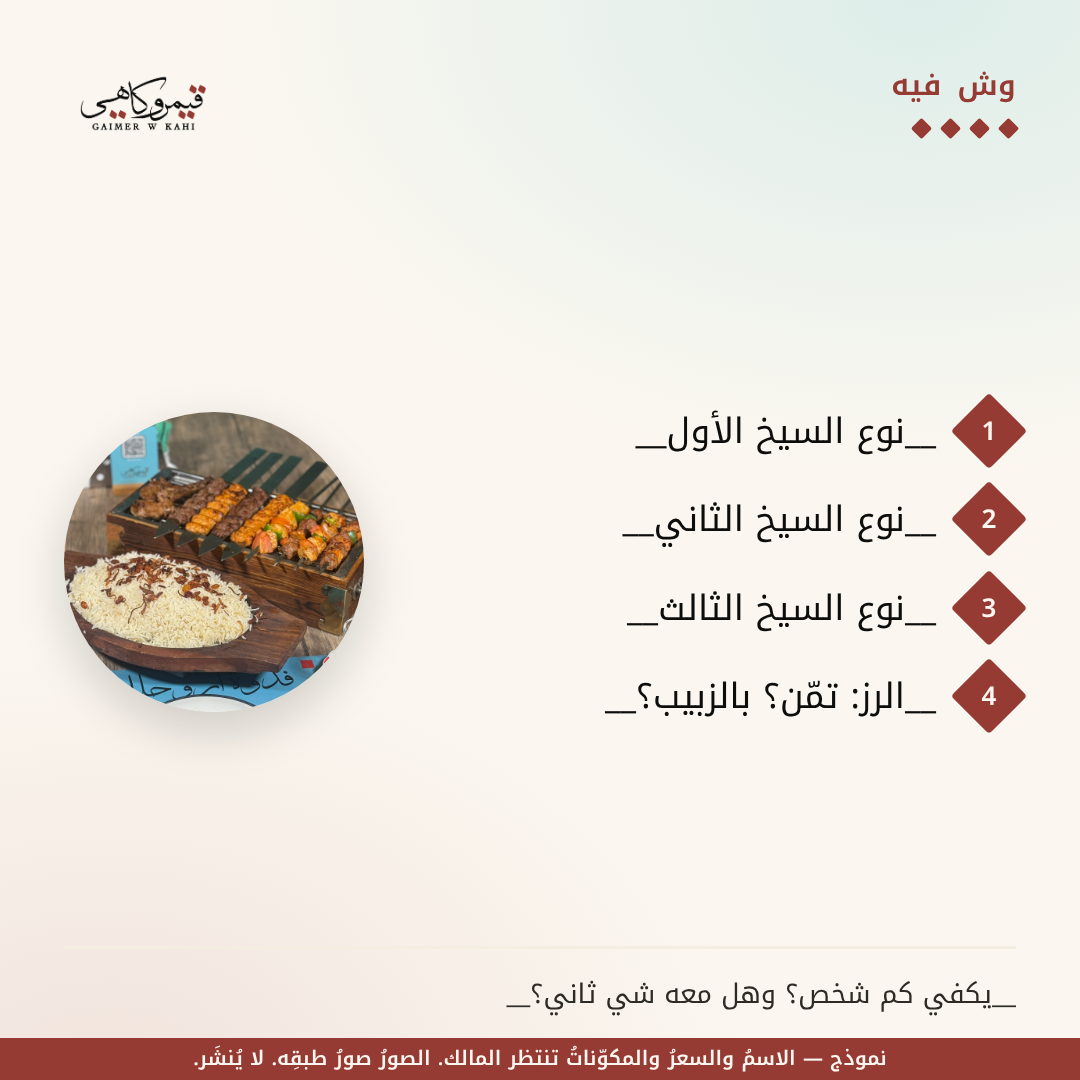 وش فيه
قيمر وكاهي
GAIMER W KAHI
1 __نوع السيخ الأول__
2 __نوع السيخ الثاني__
3 __نوع السيخ الثالث__
4 __الرز: تمّن؟ بالزبيب؟__
__يكفي كم شخص؟ وهل معه شي ثاني؟__
نموذج — الاسمُ والسعرُ والمكوّناتُ تنتظر المالك. الصورُ صورُ طبقِه. لا يُنشَر.